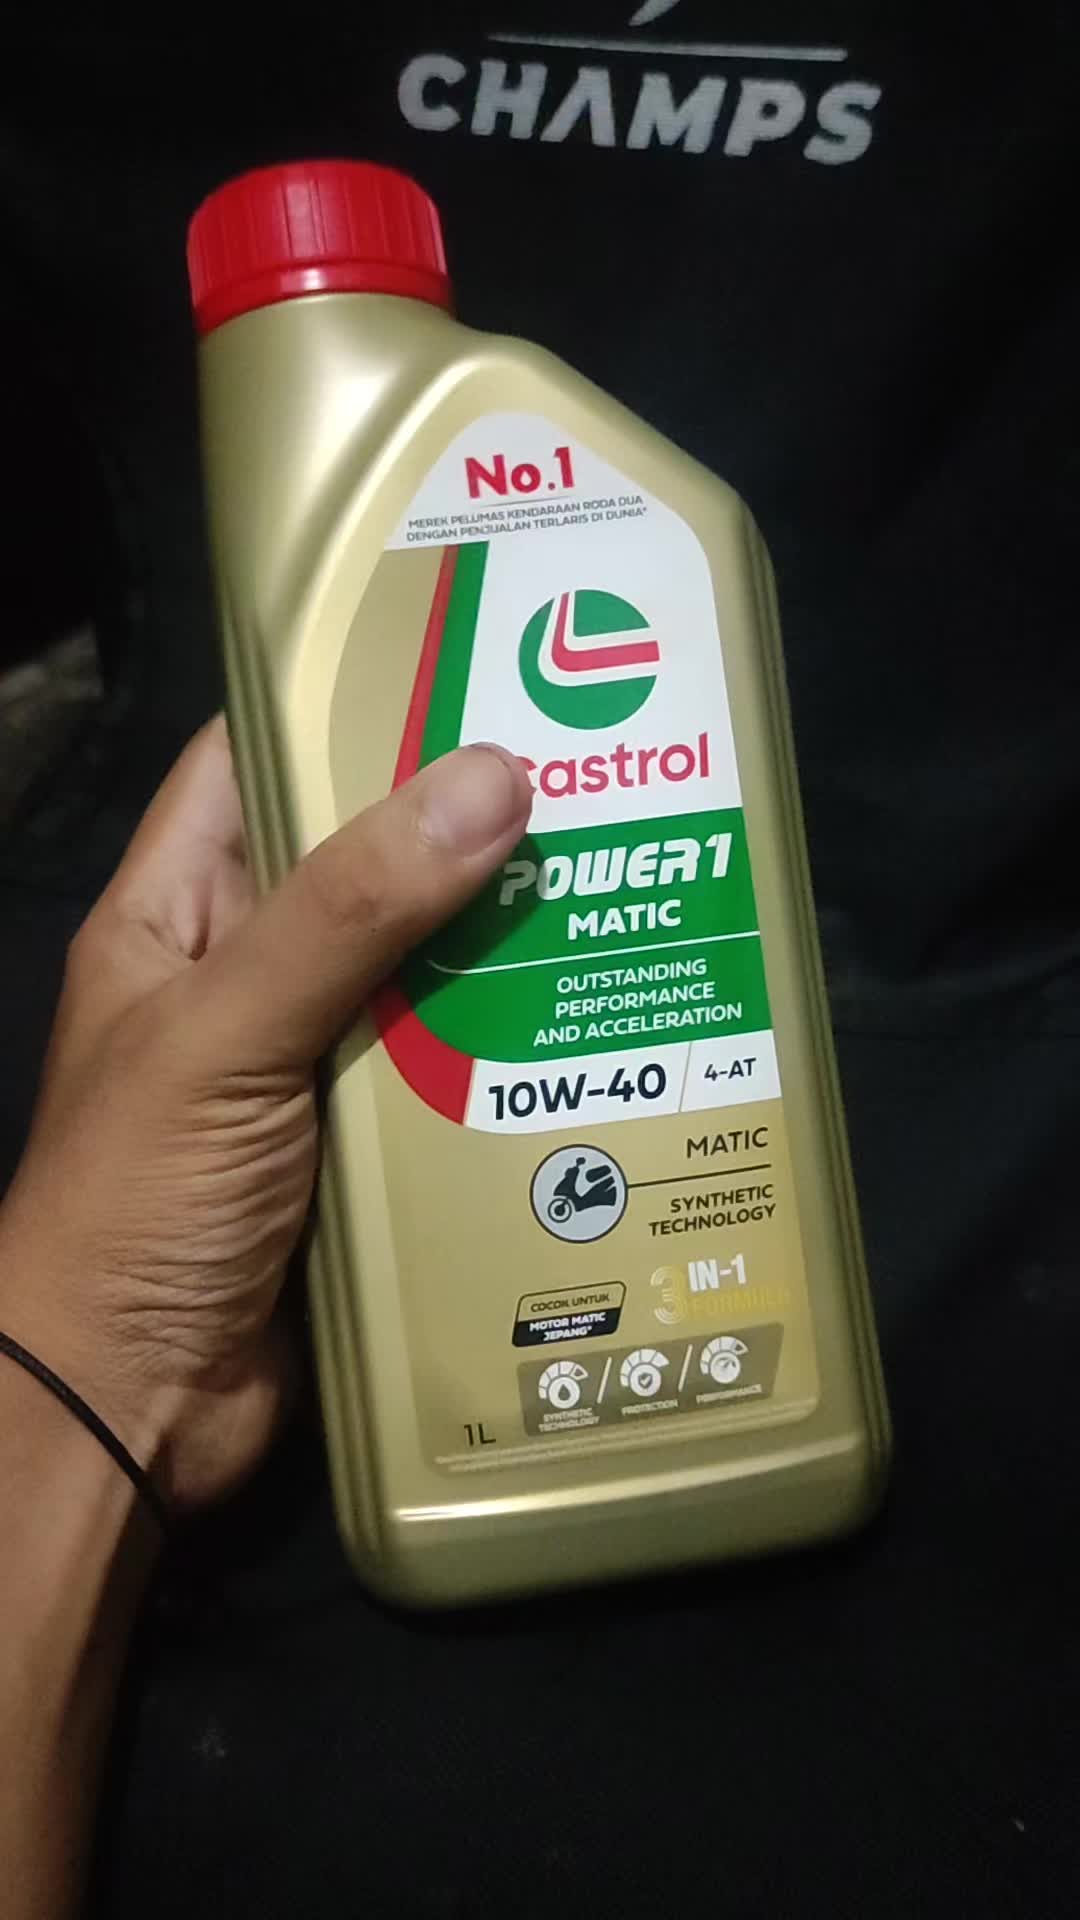 CHAMPS
No.1
MEREK PELUMAS KENDARAAN RODA DUA
DENGAN PENJUALAN TERLARIS DI DUNIA*
Castrol
POWER1
MATIC
OUTSTANDING
PERFORMANCE
AND ACCELERATION
10W-40
4-AT
MATIC
SYNTHETIC
TECHNOLOGY
3 IN-1
FORMULA
COCOK UNTUK
MOTOR MATIC
JEPANG*
SYNTHETIC
TECHNOLOGY
PROTECTION
PERFORMANCE
1L